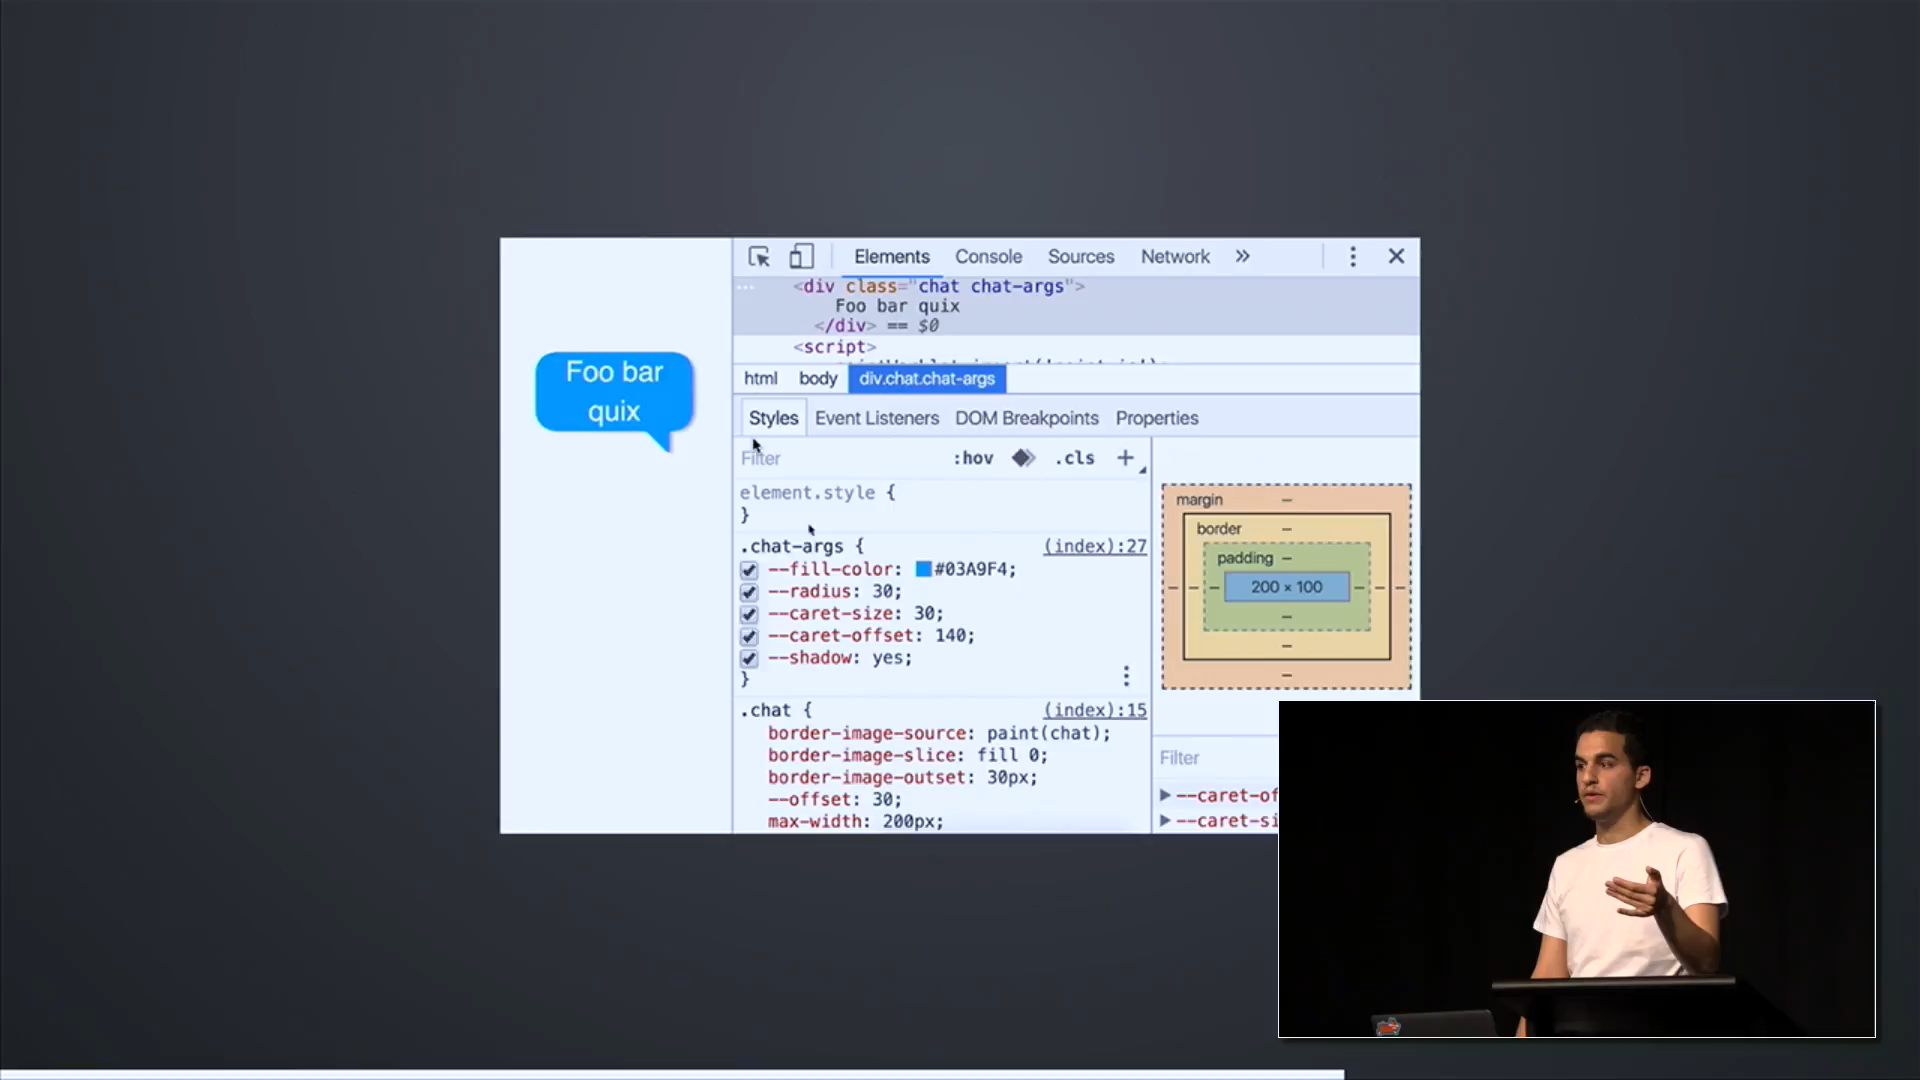 Foo bar
quix
Elements Console Sources Network »
<div class="chat chat-args">
Foo bar quix
</div> == $0
<script>
html body div.chat.chat-args
Styles Event Listeners DOM Breakpoints Properties
Filter :hov .cls +
element.style {
}
.chat-args { (index):27
--fill-color: #03A9F4;
--radius: 30;
--caret-size: 30;
--caret-offset: 140;
--shadow: yes;
}
.chat { (index):15
border-image-source: paint(chat);
border-image-slice: fill 0;
border-image-outset: 30px;
--offset: 30;
max-width: 200px;
margin –
border –
padding –
– – – 200 × 100 – – –
–
–
–
Filter
--caret-of
--caret-si